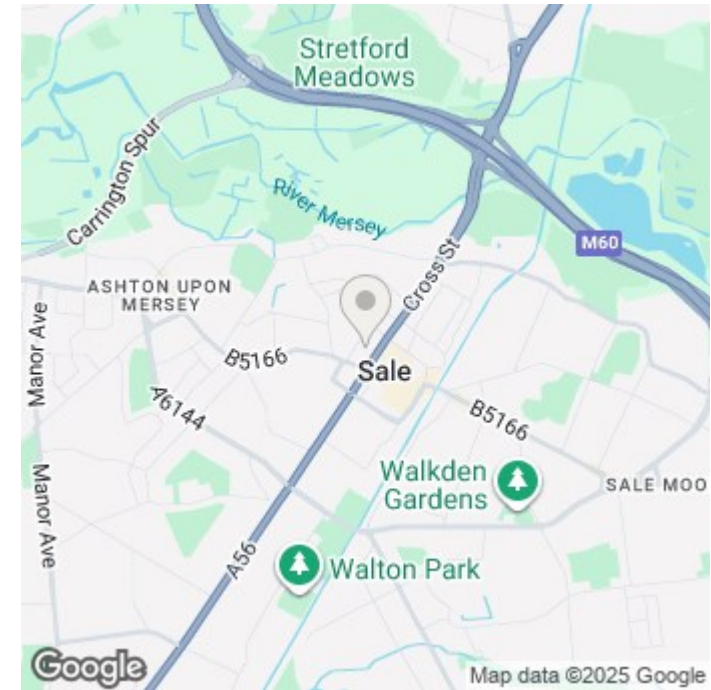 Stretford
Meadows
Carrington Spur
River Mersey
M60
Cross St
ASHTON UPON
MERSEY
Manor Ave
B5166
Sale
A6144
B5166
Walkden
Gardens
SALE MOO
Manor Ave
A56
Walton Park
Google
Map data ©2025 Google